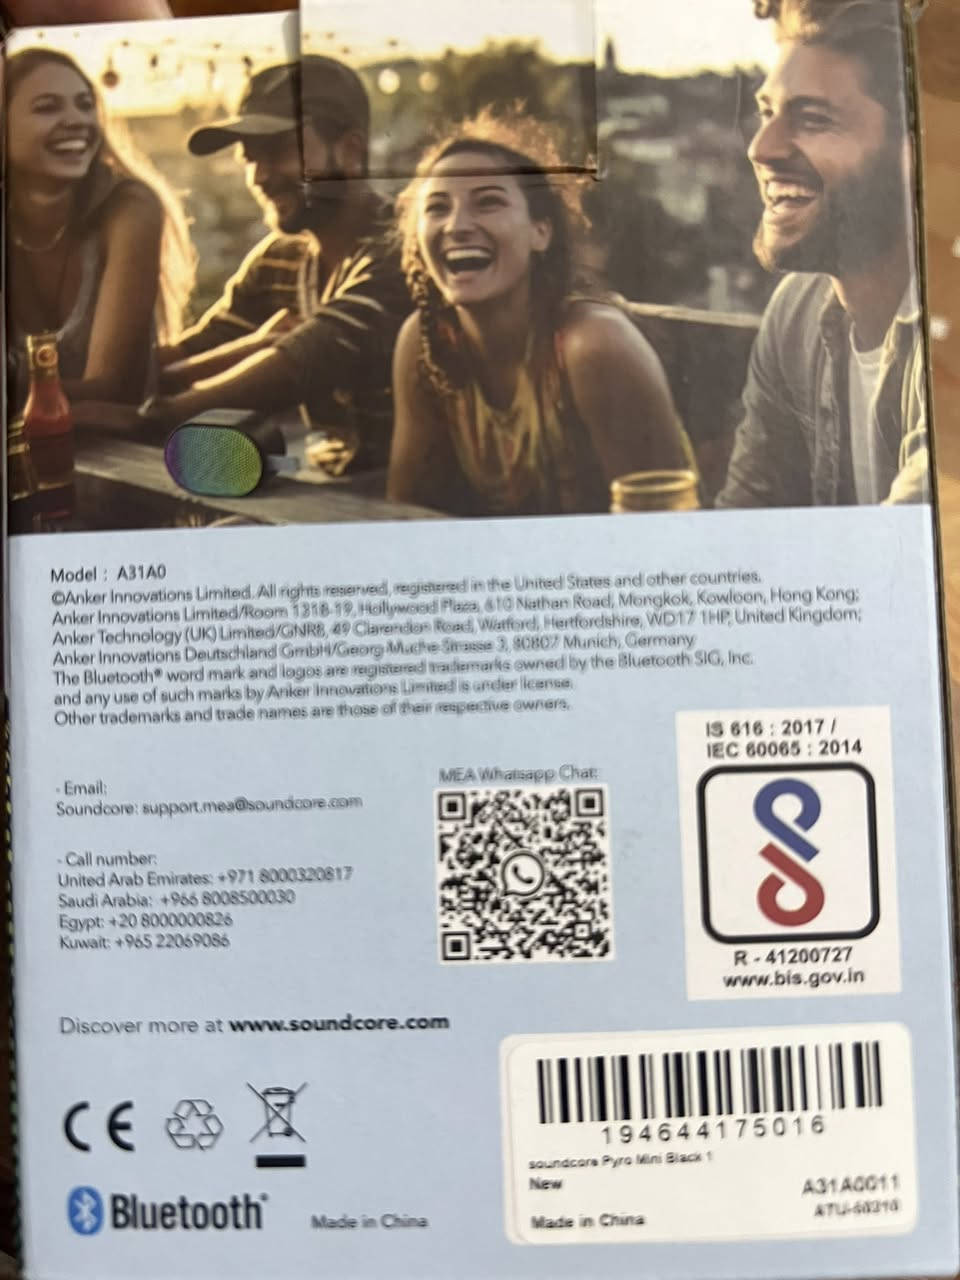 Model : A31A0
©Anker Innovations Limited. All rights reserved, registered in the United States and other countries.
Anker Innovations Limited/Room 1318-19, Hollywood Plaza, 610 Nathan Road, Mongkok, Kowloon, Hong Kong;
Anker Technology (UK) Limited/GNR8, 49 Clarendon Road, Watford, Hertfordshire, WD17 1HP, United Kingdom;
Anker Innovations Deutschland GmbH/Georg-Muche-Strasse 3, 80807 Munich, Germany
The Bluetooth® word mark and logos are registered trademarks owned by the Bluetooth SIG, Inc.
and any use of such marks by Anker Innovations Limited is under license.
Other trademarks and trade names are those of their respective owners.
· Email:
Soundcore: support.mea@soundcore.com
· Call number:
United Arab Emirates: +971 8000320817
Saudi Arabia: +966 8008500030
Egypt: +20 8000000826
Kuwait: +965 22069086
MEA Whatsapp Chat:
IS 616 : 2017 /
IEC 60065 : 2014
R - 41200727
www.bis.gov.in
Discover more at www.soundcore.com
CE
Bluetooth®
Made in China
194644175016
soundcore Pyro Mini Black 1
New
A31A0011
Made in China